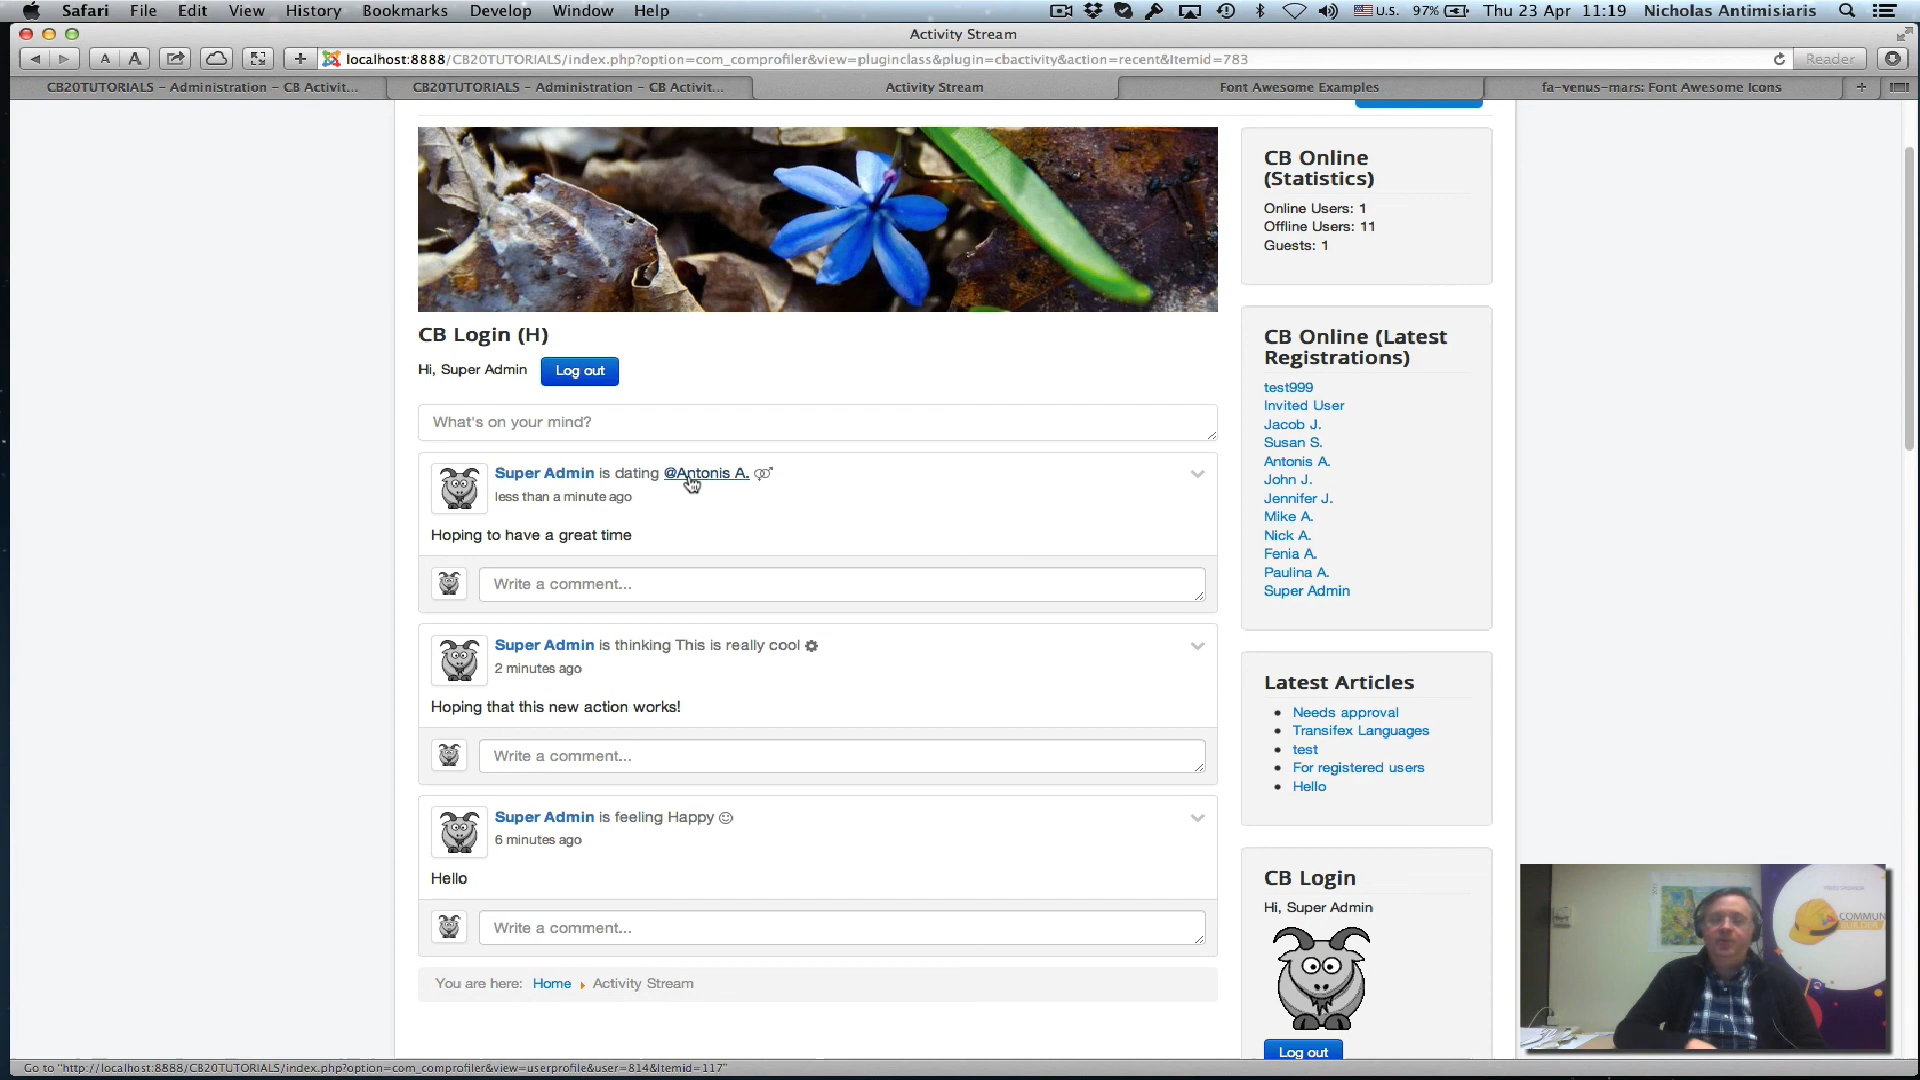 Safari File Edit View History Bookmarks Develop Window Help U.S. 97% Thu 23 Apr 11:19 Nicholas Antimisiaris
Activity Stream
A A + localhost:8888/CB20TUTORIALS/index.php?option=com_comprofiler&view=pluginclass&plugin=cbactivity&action=recent&Itemid=783 Reader
CB20TUTORIALS - Administration - CB Activit... CB20TUTORIALS - Administration - CB Activit... Activity Stream Font Awesome Examples fa-venus-mars: Font Awesome Icons +
CB Login (H)
Hi, Super Admin Log out
What's on your mind?
Super Admin is dating @Antonis A.
less than a minute ago
Hoping to have a great time
Write a comment...
Super Admin is thinking This is really cool
2 minutes ago
Hoping that this new action works!
Write a comment...
Super Admin is feeling Happy
6 minutes ago
Hello
Write a comment...
You are here: Home Activity Stream
CB Online
(Statistics)
Online Users: 1
Offline Users: 11
Guests: 1
CB Online (Latest
Registrations)
test999
Invited User
Jacob J.
Susan S.
Antonis A.
John J.
Jennifer J.
Mike A.
Nick A.
Fenia A.
Paulina A.
Super Admin
Latest Articles
Needs approval
Transifex Languages
test
For registered users
Hello
CB Login
Hi, Super Admin
Log out
COMMUN
BUILDER
Go to "http://localhost:8888/CB20TUTORIALS/index.php?option=com_comprofiler&view=userprofile&user=814&Itemid=117"